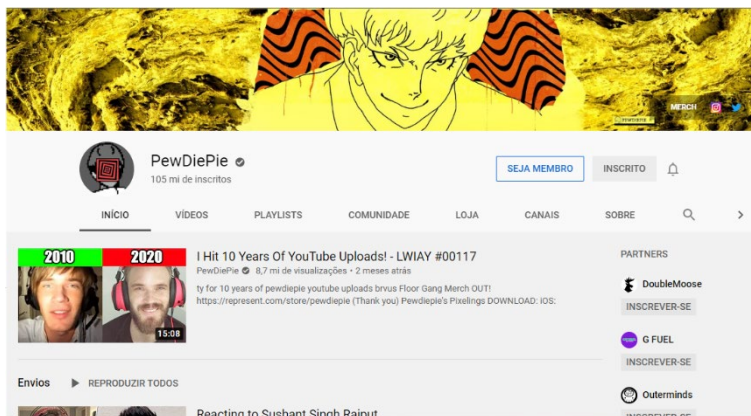 MERCH
PewDiePie
105 mi de inscritos
SEJA MEMBRO
INSCRITO
INÍCIO VÍDEOS PLAYLISTS COMUNIDADE LOJA CANAIS SOBRE
2010 2020
15:08
I Hit 10 Years Of YouTube Uploads! - LWIAY #00117
PewDiePie 8,7 mi de visualizações • 2 meses atrás
ty for 10 years of pewdiepie youtube uploads brvus Floor Gang Merch OUT!
https://represent.com/store/pewdiepie (Thank you) Pewdiepie's Pixelings DOWNLOAD: iOS:
PARTNERS
DoubleMoose
INSCREVER-SE
G FUEL
INSCREVER-SE
Outerminds
INSCREVER-SE
Envios REPRODUZIR TODOS
Reacting to Sushant Singh Rajput